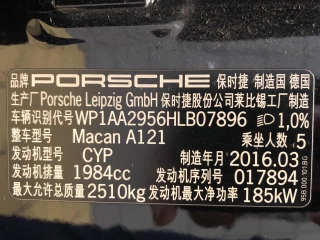 品牌 PORSCHE 保时捷 制造国 德国
生产厂 Porsche Leipzig GmbH 保时捷股份公司莱比锡工厂制造
车辆识别代号 WP1AA2956HLB07896 1,0%
整车型号 Macan A121 乘坐人数 5
发动机型号 CYP 制造年月 2016.03
发动机排量 1984cc 发动机序列号 017894
最大允许总质量 2510kg 发动机最大净功率 185kW
95B 000 101 BG